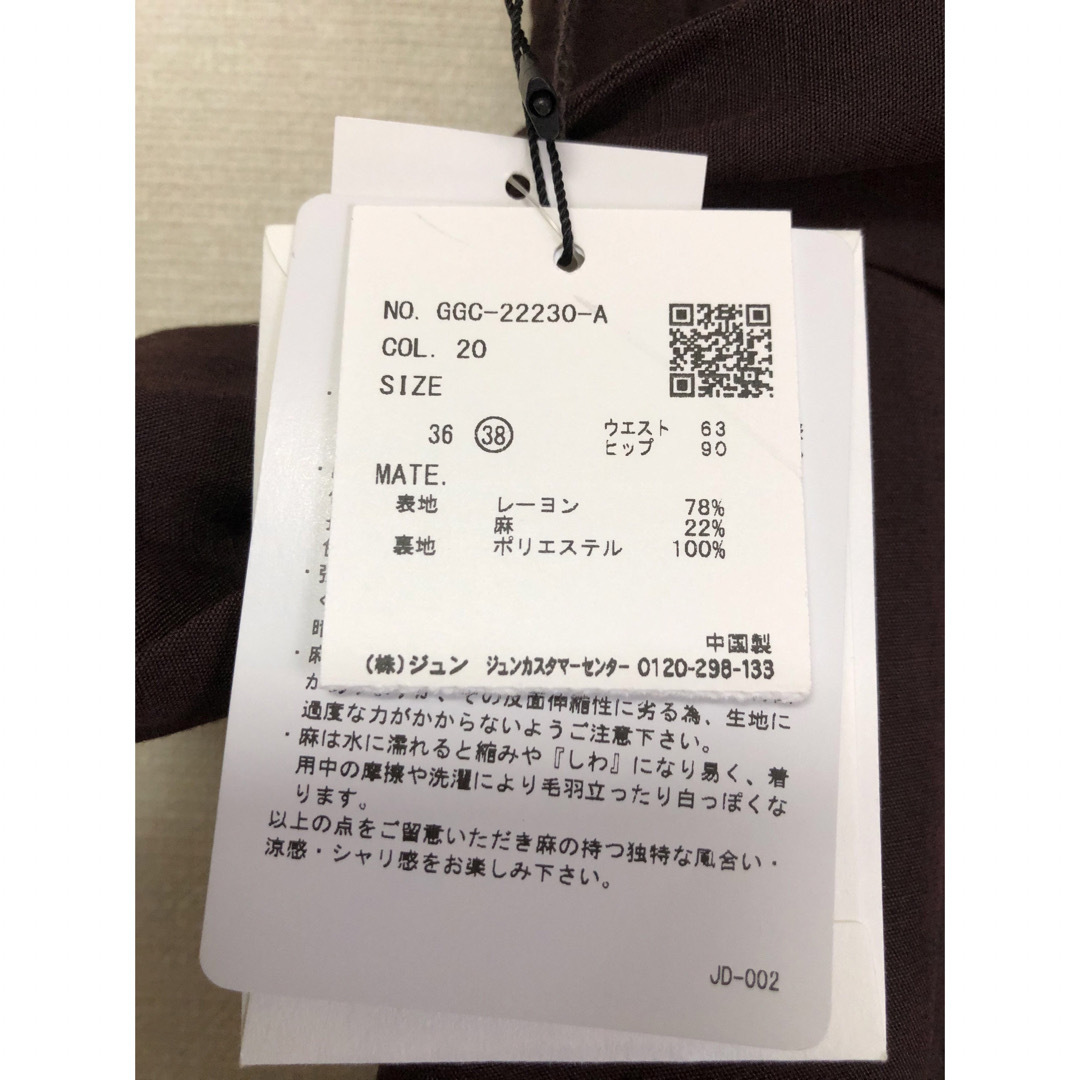 NO. GGC-22230-A
COL. 20
SIZE
36 38 ウエスト 63
ヒップ 90
MATE.
表地 レーヨン 78%
麻 22%
裏地 ポリエステル 100%
中国製
(株)ジュン ジュンカスタマーセンター 0120-298-133
その反面伸縮性に劣る為、生地に
過度な力がかからないようご注意下さい。
・麻は水に濡れると縮みや『しわ』になり易く、着
用中の摩擦や洗濯により毛羽立ったり白っぽくな
ります。
以上の点をご留意いただき麻の持つ独特な風合い・
涼感・シャリ感をお楽しみ下さい。
JD-002